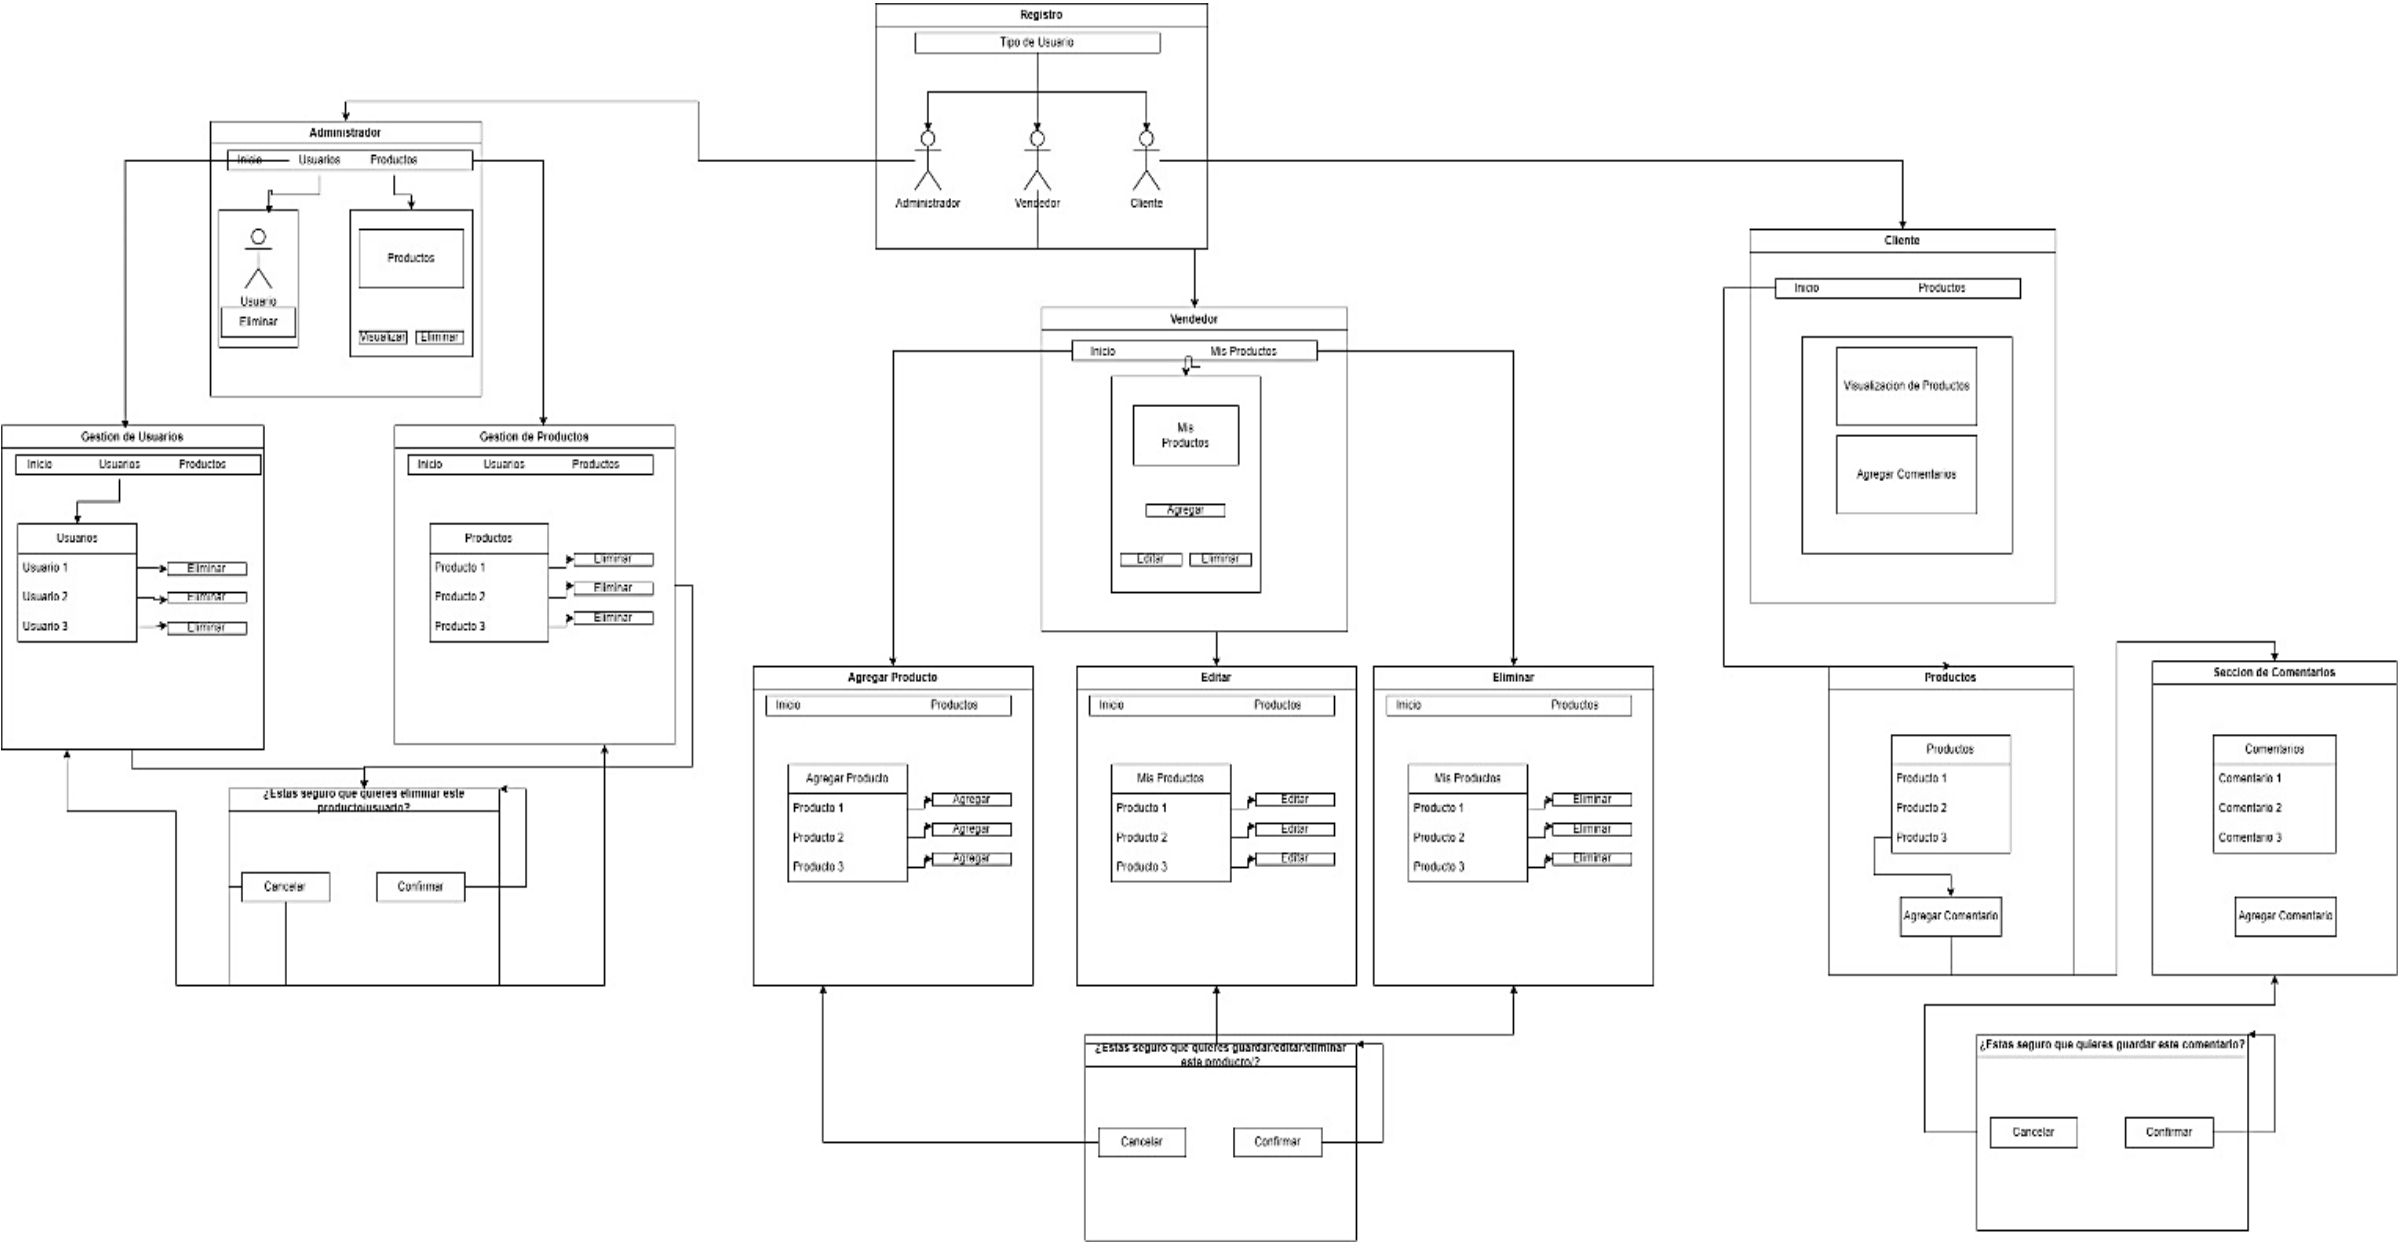 Registro
Tipo de Usuario
Administrador
Vendedor
Cliente
Administrador
Inicio Usuarios Productos
Usuario
Eliminar
Productos
Visualizar Eliminar
Gestion de Usuarios
Inicio Usuarios Productos
Usuarios
Usuario 1 Eliminar
Usuario 2 Eliminar
Usuario 3 Eliminar
Gestion de Productos
Inicio Usuarios Productos
Productos
Producto 1 Eliminar
Producto 2 Eliminar
Producto 3 Eliminar
¿Estas seguro que quieres eliminar este
producto/usuario?
Cancelar Confirmar
Vendedor
Inicio Mis Productos
Mis
Productos
Agregar
Editar Eliminar
Agregar Producto
Inicio Productos
Agregar Producto
Producto 1 Agregar
Producto 2 Agregar
Producto 3 Agregar
Editar
Inicio Productos
Mis Productos
Producto 1 Editar
Producto 2 Editar
Producto 3 Editar
Eliminar
Inicio Productos
Mis Productos
Producto 1 Eliminar
Producto 2 Eliminar
Producto 3 Eliminar
¿Estas seguro que quieres guardar/editar/eliminar
este producro/?
Cancelar Confirmar
Cliente
Inicio Productos
Visualizacion de Productos
Agregar Comentarios
Productos
Productos
Producto 1
Producto 2
Producto 3
Agregar Comentario
Seccion de Comentarios
Comentarios
Comentario 1
Comentario 2
Comentario 3
Agregar Comentario
¿Estas seguro que quieres guardar este comentario?
Cancelar Confirmar